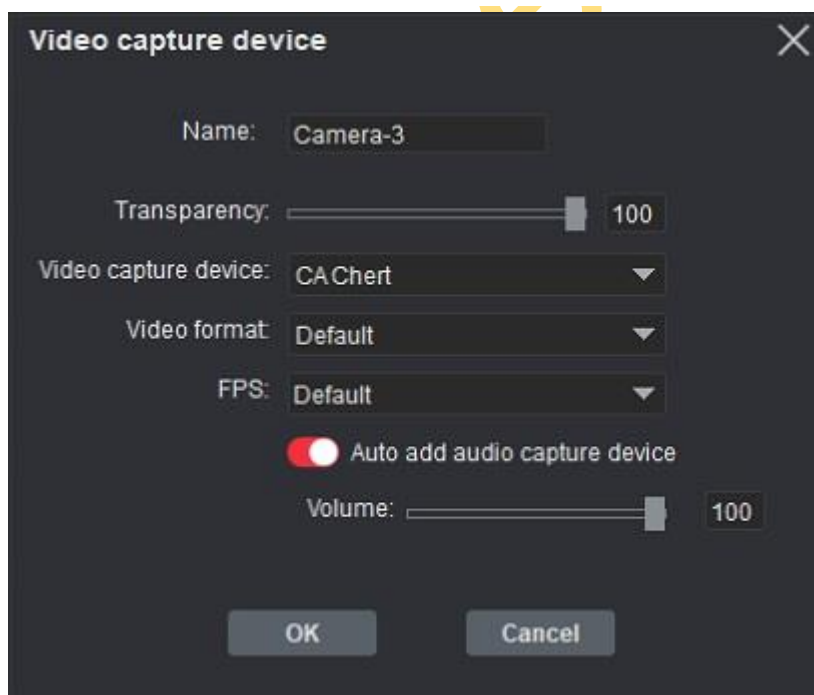 Video capture device
Name: Camera-3
Transparency: 100
Video capture device: CAChert
Video format: Default
FPS: Default
Auto add audio capture device
Volume: 100
OK Cancel